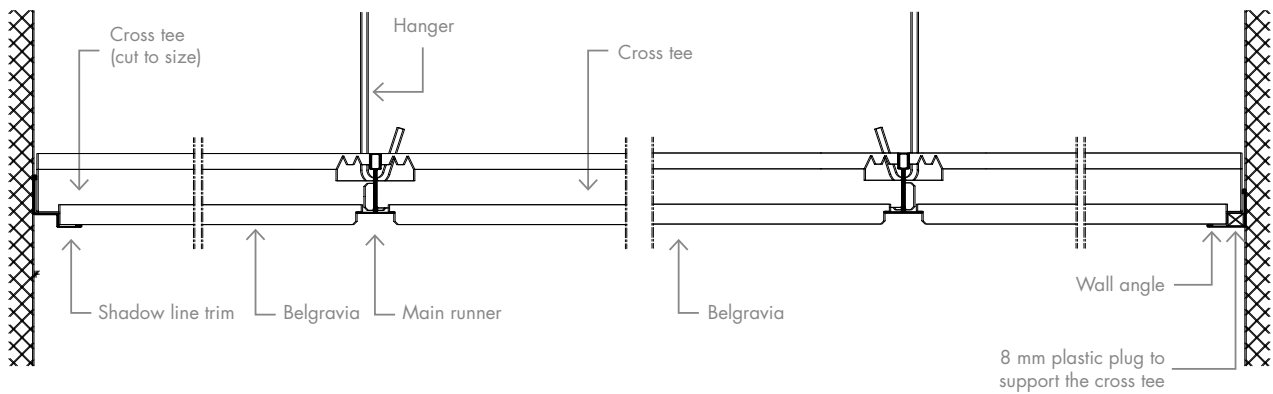 Hanger
Cross tee
(cut to size)
Cross tee
Shadow line trim
Belgravia
Main runner
Belgravia
Wall angle
8 mm plastic plug to
support the cross tee